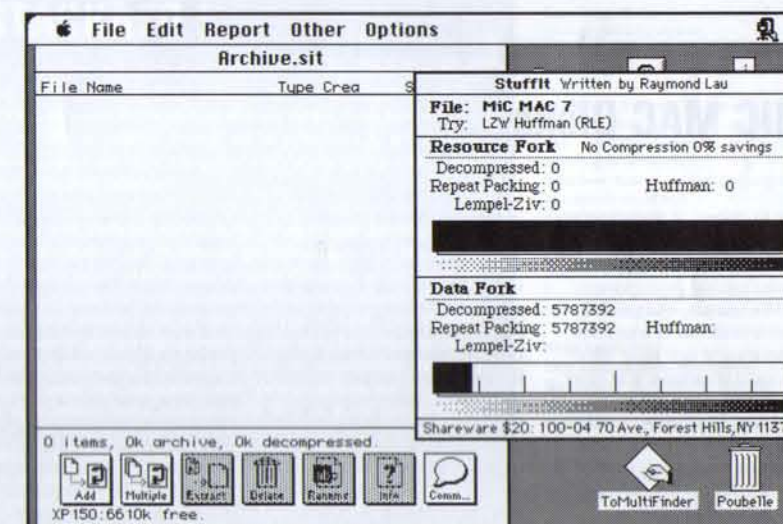 File Edit Report Other Options
Archive.sit
File Name Type Crea S
StuffIt Written by Raymond Lau
File: MiC MAC 7
Try: LZW Huffman (RLE)
Resource Fork No Compression 0% savings
Decompressed: 0
Repeat Packing: 0 Huffman: 0
Lempel-Ziv: 0
Data Fork
Decompressed: 5787392
Repeat Packing: 5787392 Huffman:
Lempel-Ziv:
Shareware $20: 100-04 70 Ave, Forest Hills, NY 1137
0 items, 0k archive, 0k decompressed.
Add Multiple Extract Delete Rename Info Comm...
XP150:6610k free.
ToMultiFinder Poubelle